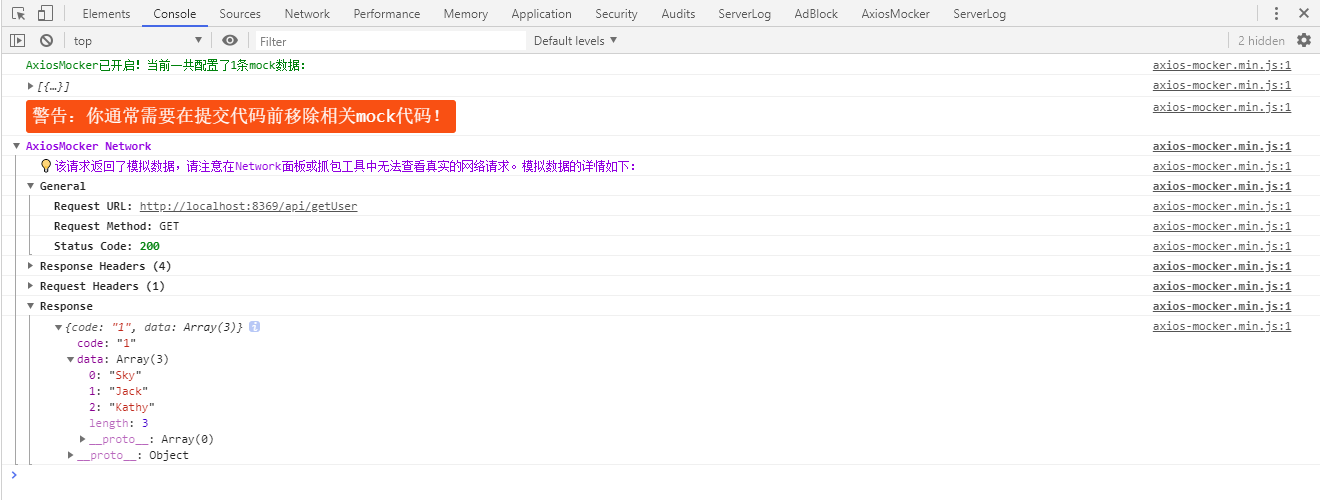 Elements Console Sources Network Performance Memory Application Security Audits ServerLog AdBlock AxiosMocker ServerLog
top Filter Default levels 2 hidden
AxiosMocker已开启！当前一共配置了1条mock数据： axios-mocker.min.js:1
[{…}] axios-mocker.min.js:1
警告：你通常需要在提交代码前移除相关mock代码！ axios-mocker.min.js:1
AxiosMocker Network axios-mocker.min.js:1
💡该请求返回了模拟数据，请注意在Network面板或抓包工具中无法查看真实的网络请求。模拟数据的详情如下： axios-mocker.min.js:1
General axios-mocker.min.js:1
Request URL: http://localhost:8369/api/getUser axios-mocker.min.js:1
Request Method: GET axios-mocker.min.js:1
Status Code: 200 axios-mocker.min.js:1
Response Headers (4) axios-mocker.min.js:1
Request Headers (1) axios-mocker.min.js:1
Response axios-mocker.min.js:1
{code: "1", data: Array(3)} i axios-mocker.min.js:1
code: "1"
data: Array(3)
0: "Sky"
1: "Jack"
2: "Kathy"
length: 3
__proto__: Array(0)
__proto__: Object